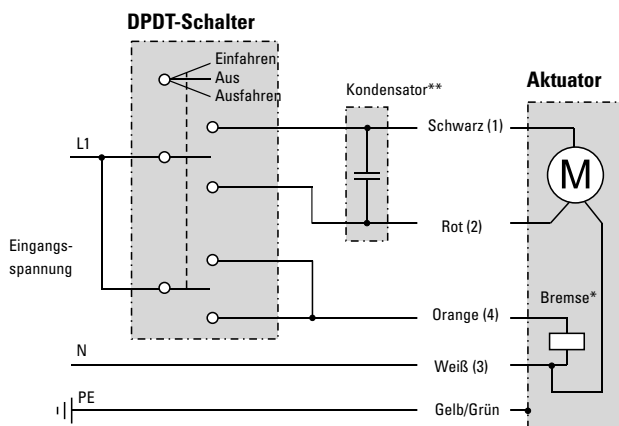 DPDT-Schalter
Einfahren
Aus
Ausfahren
Kondensator**
Aktuator
Schwarz (1)
L1
M
Rot (2)
Eingangs-
spannung
Bremse*
Orange (4)
N
Weiß (3)
PE
Gelb/Grün